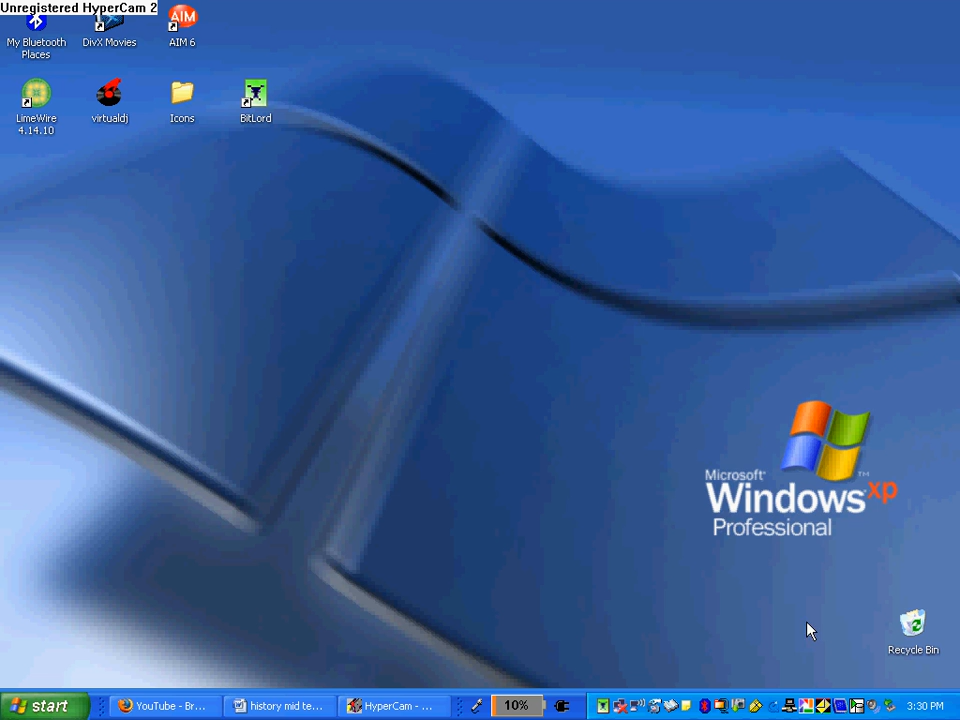 Unregistered HyperCam 2
My Bluetooth
Places
DivX Movies
AIM
AIM 6
LimeWire
4.14.10
virtualdj
Icons
BitLord
Microsoft
Windows xp
TM
Professional
Recycle Bin
start
YouTube - Br...
history mid te...
HyperCam - ...
10%
3:30 PM